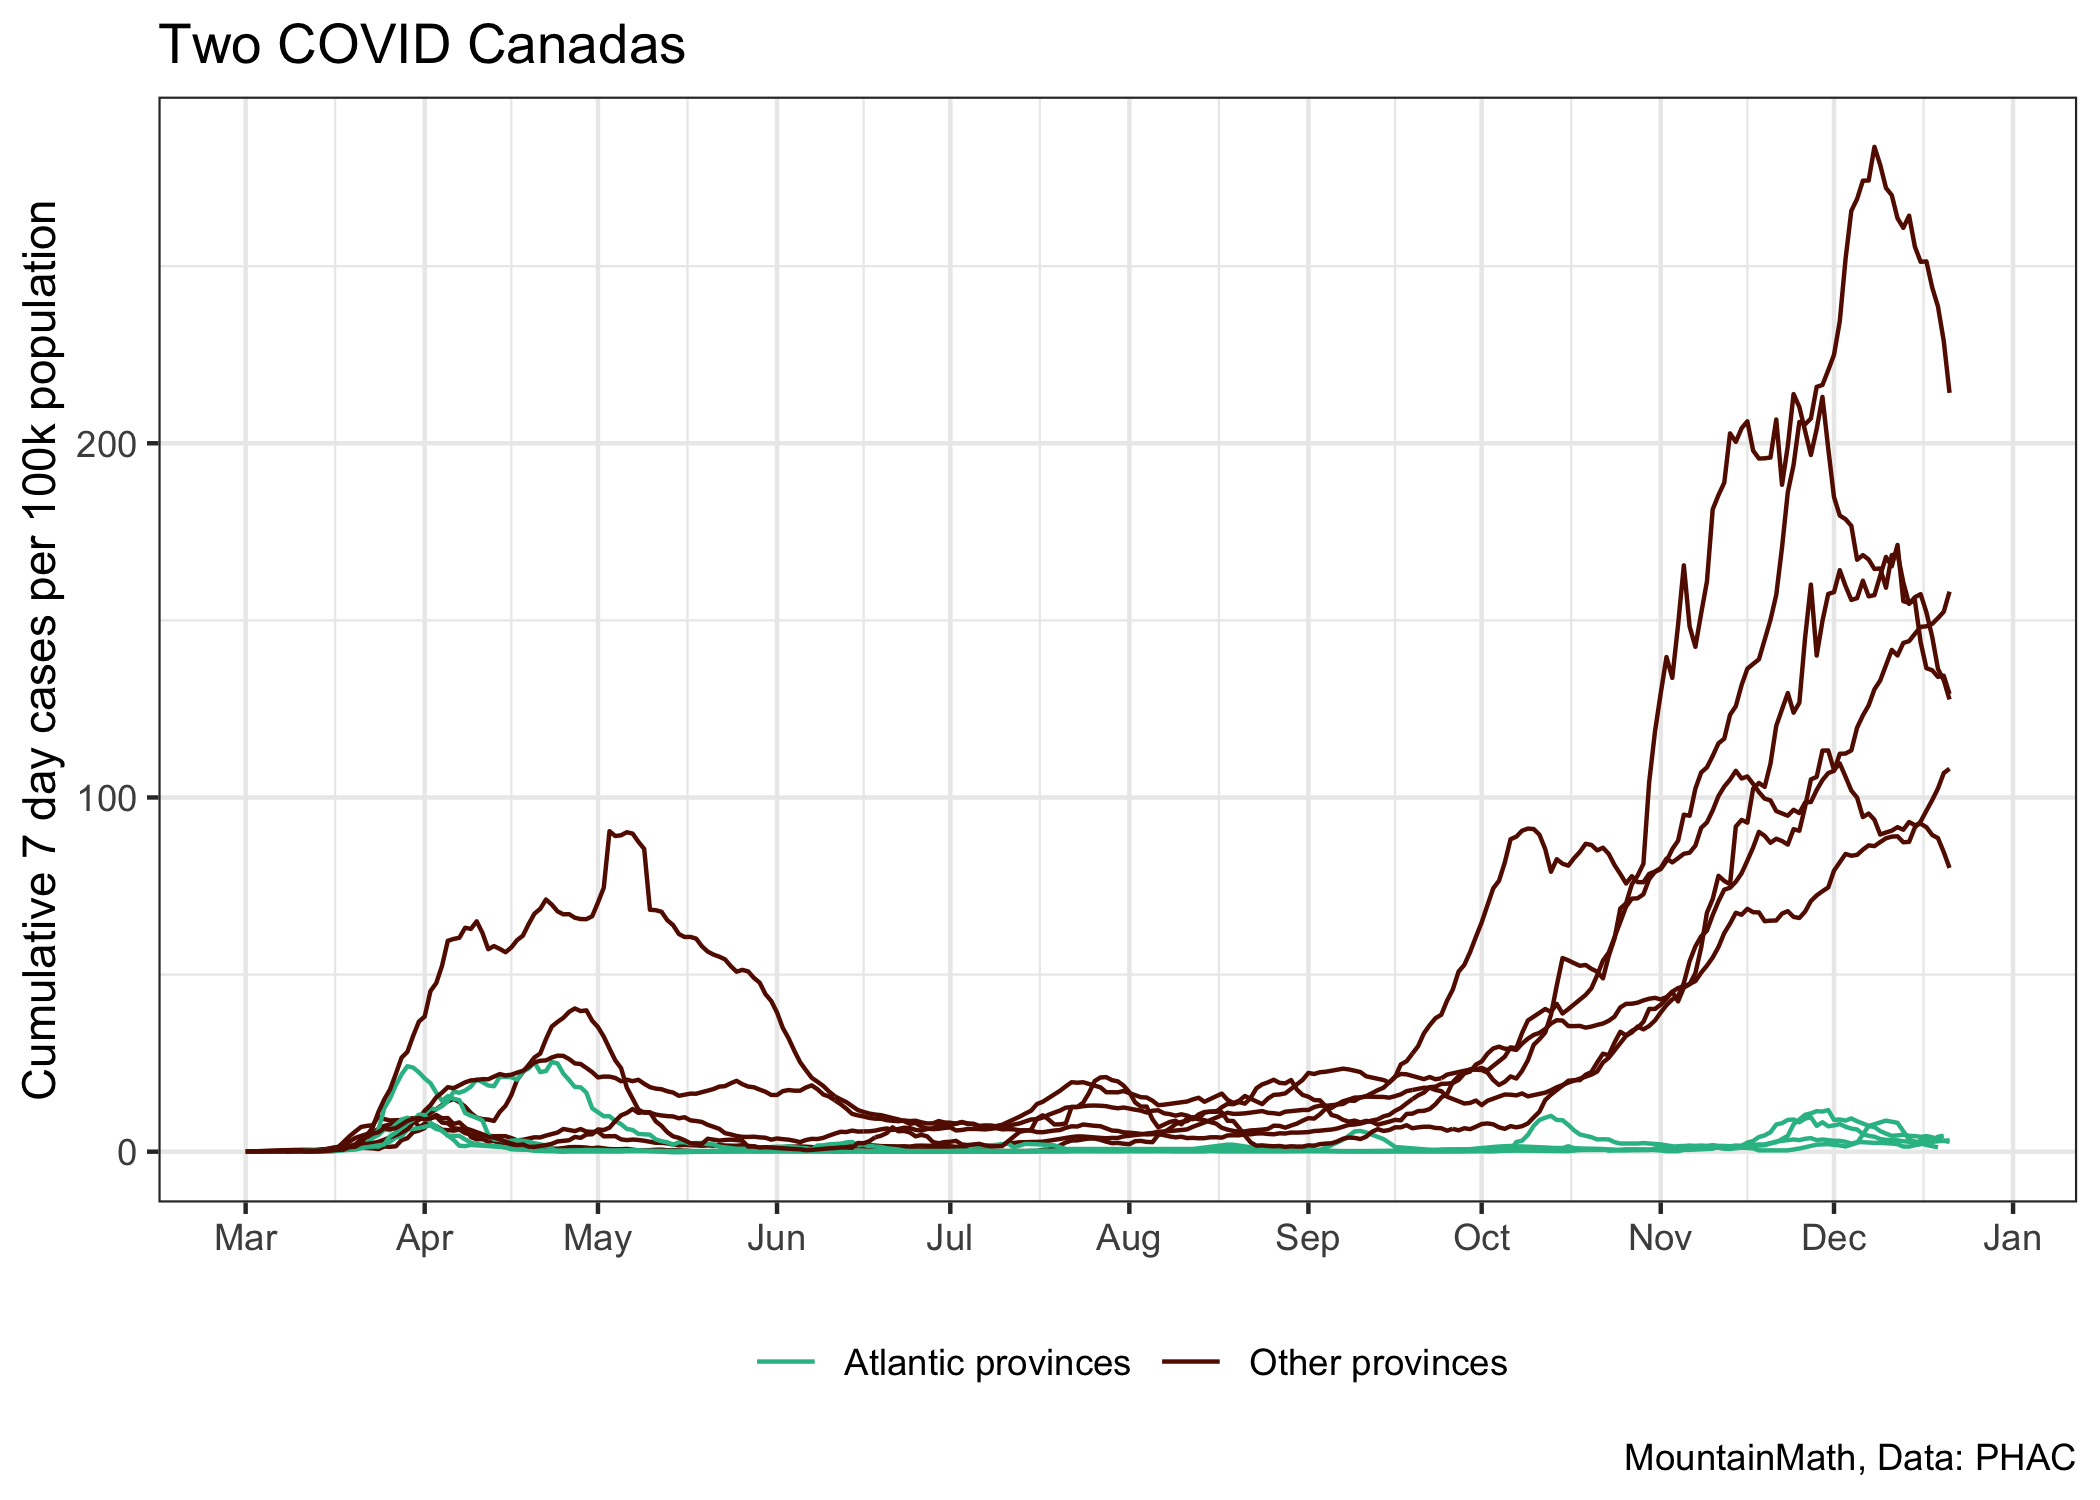 Two COVID Canadas
Cumulative 7 day cases per 100k population
200
100
0
Mar Apr May Jun Jul Aug Sep Oct Nov Dec Jan
Atlantic provinces Other provinces
MountainMath, Data: PHAC